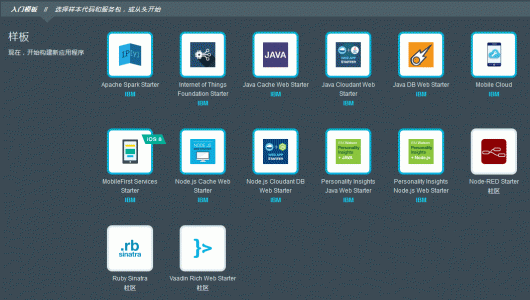 入门模板 // 选择样本代码和服务包，或从头开始
样板
现在，开始构建新应用程序
Apache Spark Starter
IBM
Internet of Things
Foundation Starter
IBM
JAVA
Java Cache Web Starter
IBM
Java Cloudant Web
Starter
IBM
Java DB Web Starter
IBM
Mobile Cloud
IBM
iOS 8
MobileFirst Services
Starter
IBM
Node.js Cache Web
Starter
IBM
Node.js Cloudant DB
Web Starter
IBM
Personality
Insights
+ JAVA
Personality Insights
Java Web Starter
IBM
Personality
Insights
+ Node.js
Personality Insights
Node.js Web Starter
IBM
Node-RED Starter
社区
.rb
sinatra
Ruby Sinatra
社区
}>
Vaadin Rich Web Starter
社区